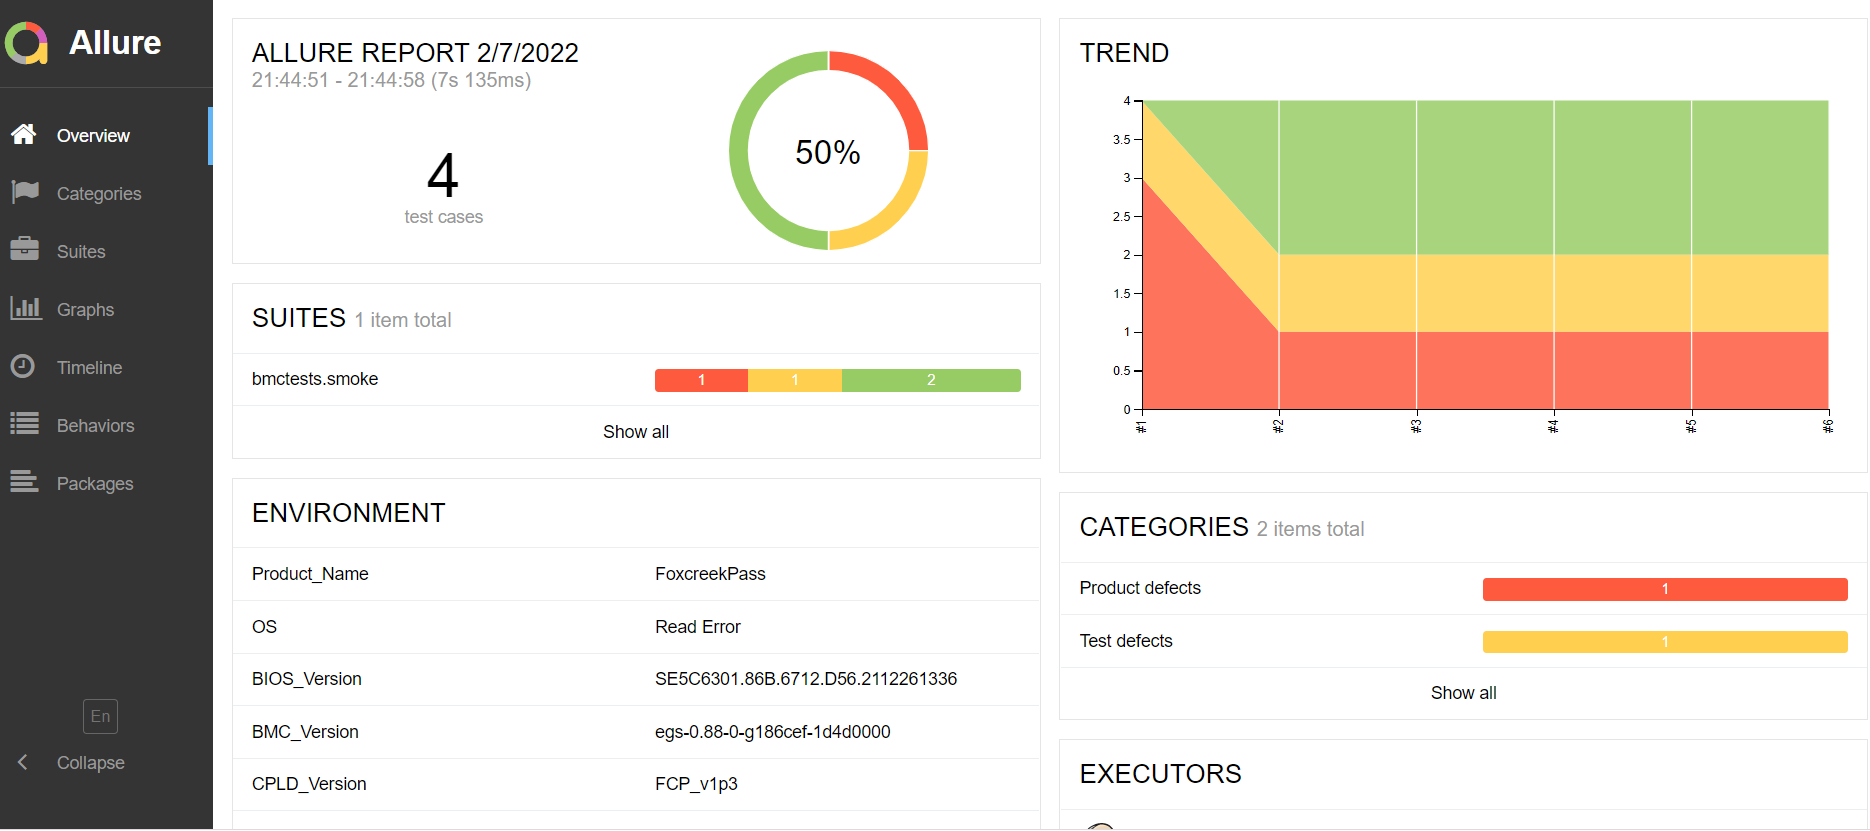 Allure
Overview
Categories
Suites
Graphs
Timeline
Behaviors
Packages
En
Collapse
ALLURE REPORT 2/7/2022
21:44:51 - 21:44:58 (7s 135ms)
4
test cases
50%
SUITES 1 item total
bmctests.smoke 1 1 2
Show all
ENVIRONMENT
Product_Name FoxcreekPass
OS Read Error
BIOS_Version SE5C6301.86B.6712.D56.2112261336
BMC_Version egs-0.88-0-g186cef-1d4d0000
CPLD_Version FCP_v1p3
TREND
4
3.5
3
2.5
2
1.5
1
0.5
0
#1 #2 #3 #4 #5 #6
CATEGORIES 2 items total
Product defects 1
Test defects 1
Show all
EXECUTORS